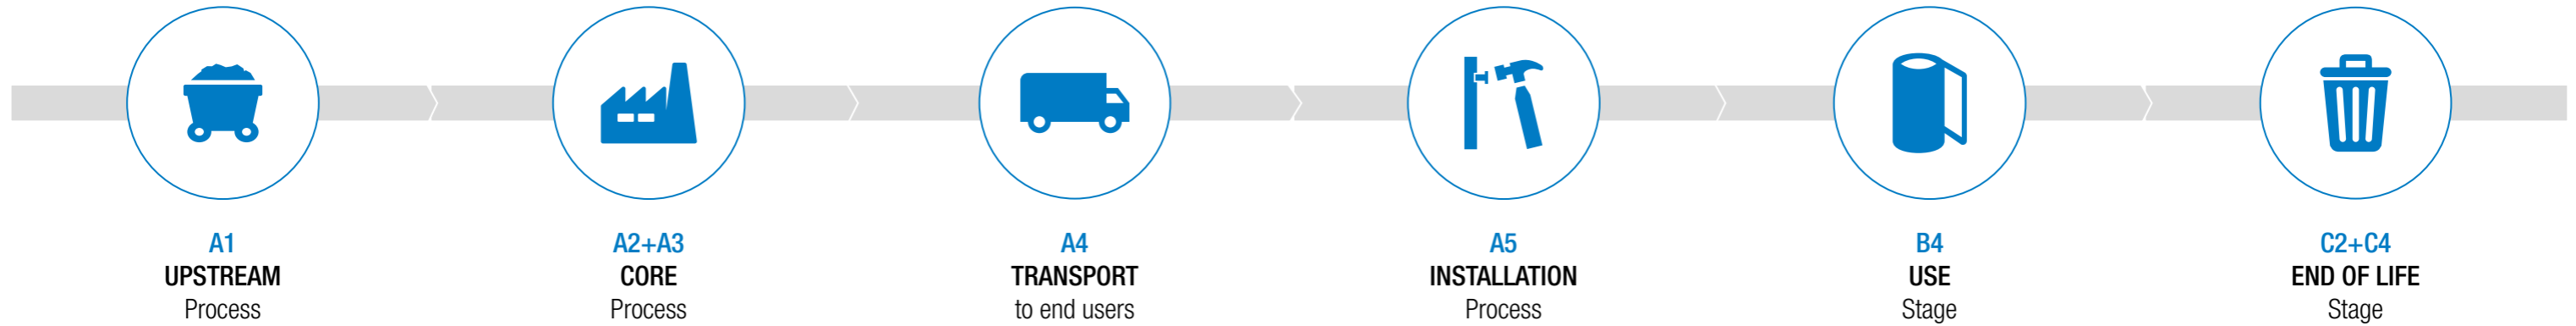 A1
UPSTREAM
Process
A2+A3
CORE
Process
A4
TRANSPORT
to end users
A5
INSTALLATION
Process
B4
USE
Stage
C2+C4
END OF LIFE
Stage